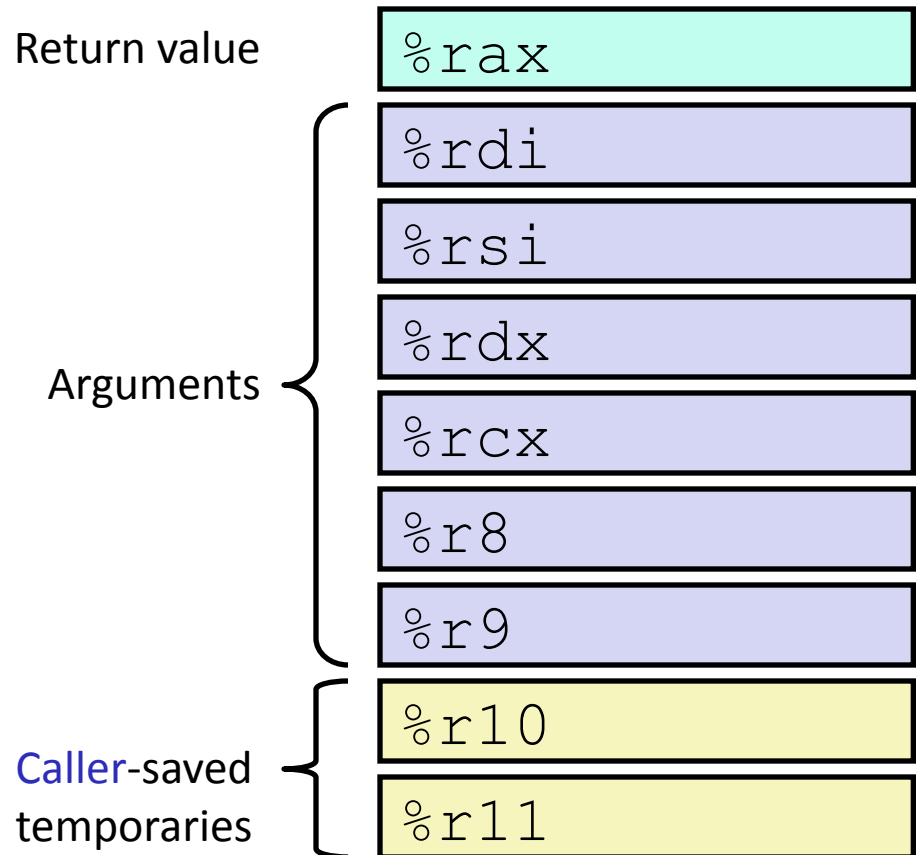 Return value
%rax
%rdi
%rsi
%rdx
Arguments
%rcx
%r8
%r9
%r10
Caller-saved
temporaries
%r11